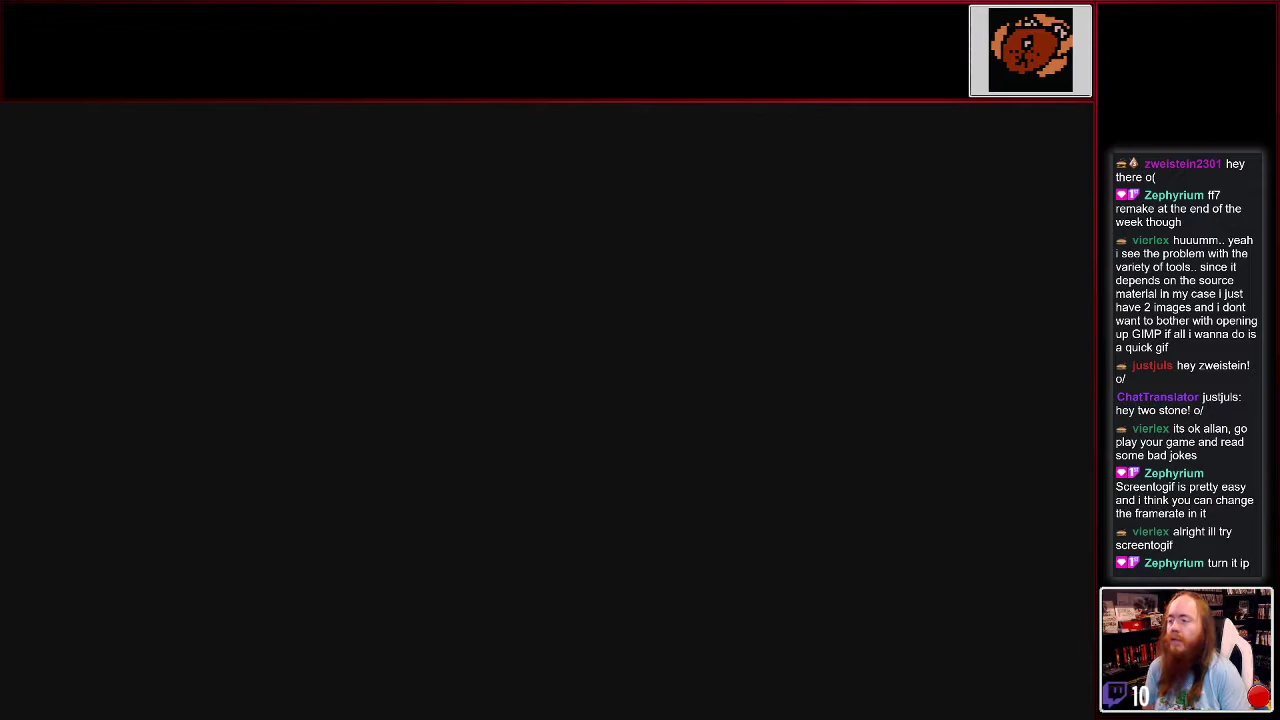 zweistein2301 hey
there o(
Zephyrium ff7
remake at the end of the
week though
vierlex huuumm.. yeah
i see the problem with the
variety of tools.. since it
depends on the source
material in my case i just
have 2 images and i dont
want to bother with opening
up GIMP if all i wanna do is
a quick gif
justjuls hey zweistein!
o/
ChatTranslator justjuls:
hey two stone! o/
vierlex its ok allan, go
play your game and read
some bad jokes
Zephyrium
Screentogif is pretty easy
and i think you can change
the framerate in it
vierlex alright ill try
screentogif
Zephyrium turn it ip
10